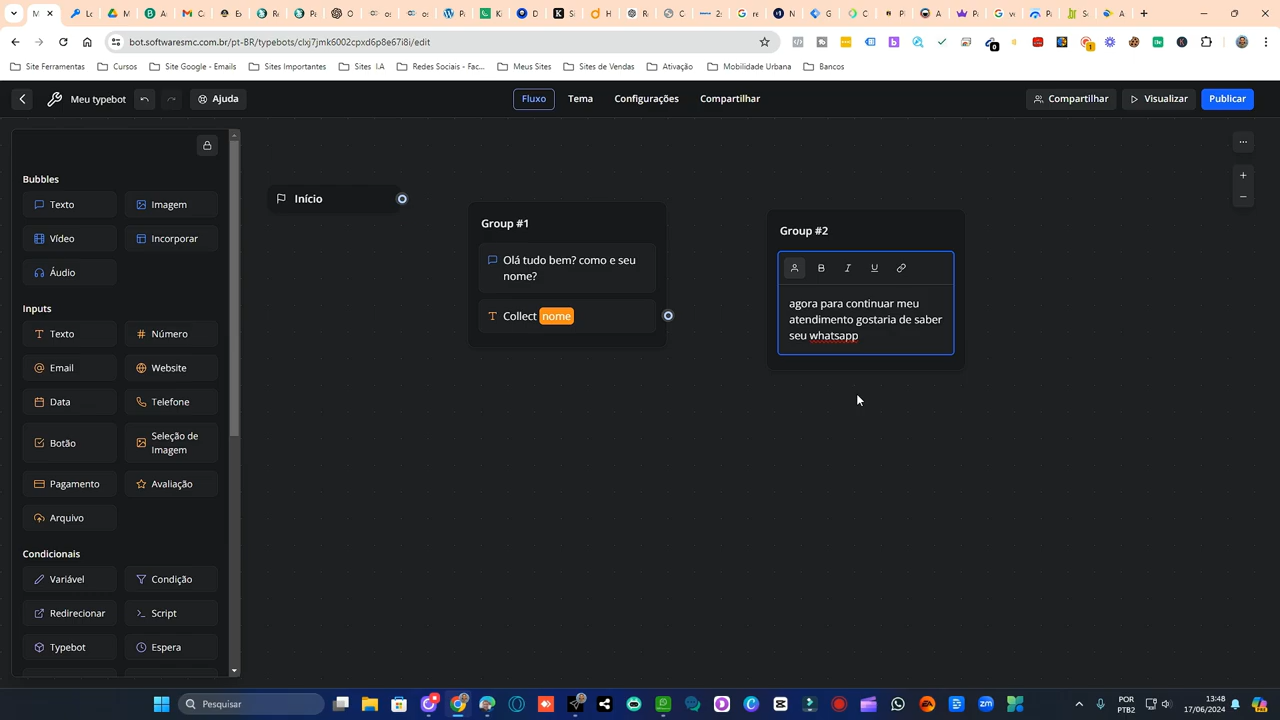 bot.softwaresmc.com.br/pt-BR/typebots/clxj7jmk6002cpxd6p8e67i8i/edit
Site Ferramentas
Cursos
Site Google - Emails
Sites Importantes
Sites I.A
Redes Sociais - Fac...
Meus Sites
Sites de Vendas
Ativação
Mobilidade Urbana
Bancos
Meu typebot
Ajuda
Fluxo
Tema
Configurações
Compartilhar
Compartilhar
Visualizar
Publicar
Bubbles
Texto
Imagem
Vídeo
Incorporar
Áudio
Inputs
Texto
Número
Email
Website
Data
Telefone
Botão
Seleção de
Imagem
Pagamento
Avaliação
Arquivo
Condicionais
Variável
Condição
Redirecionar
Script
Typebot
Espera
Início
Group #1
Olá tudo bem? como e seu
nome?
Collect nome
Group #2
agora para continuar meu
atendimento gostaria de saber
seu whatsapp
Pesquisar
POR
PTB2
13:48
17/06/2024